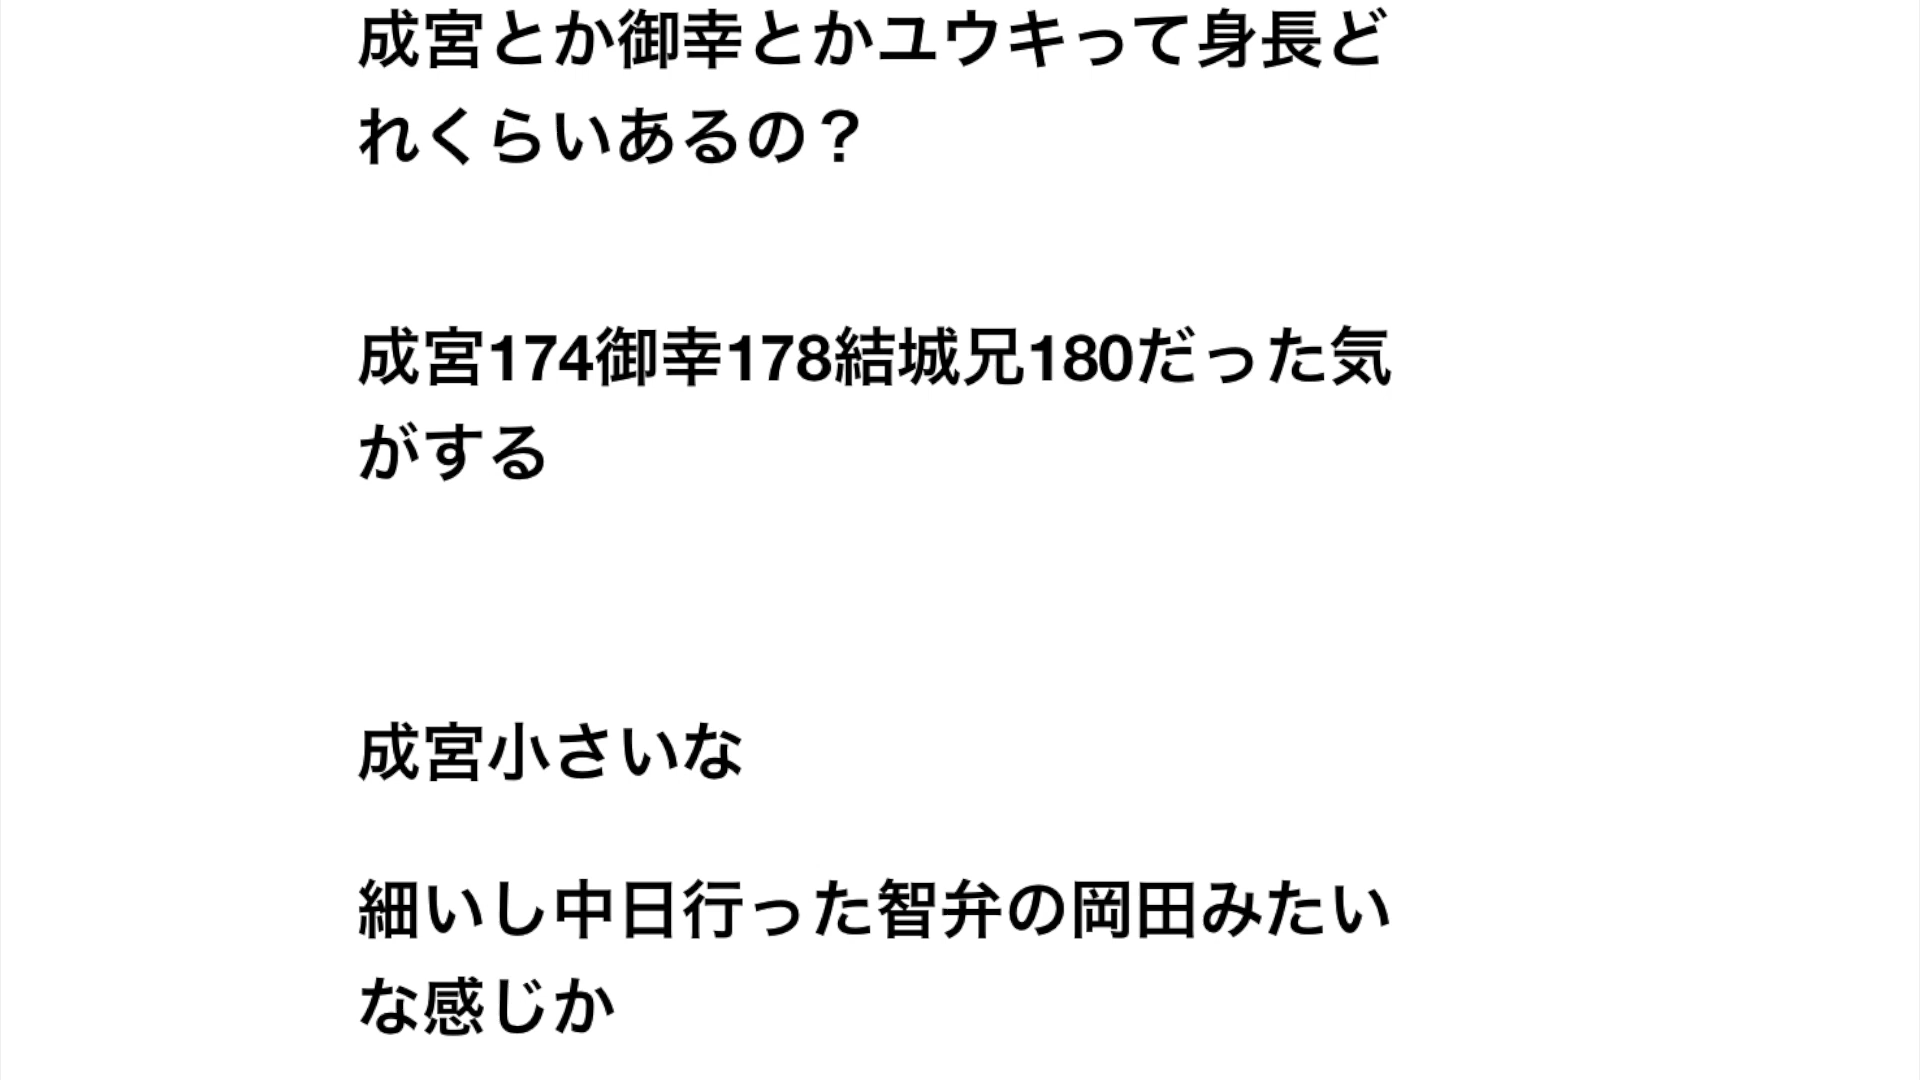 成宮とか御幸とかユウキって身長ど
れくらいあるの？
成宮174御幸178結城兄180だった気
がする
成宮小さいな
細いし中日行った智弁の岡田みたい
な感じか